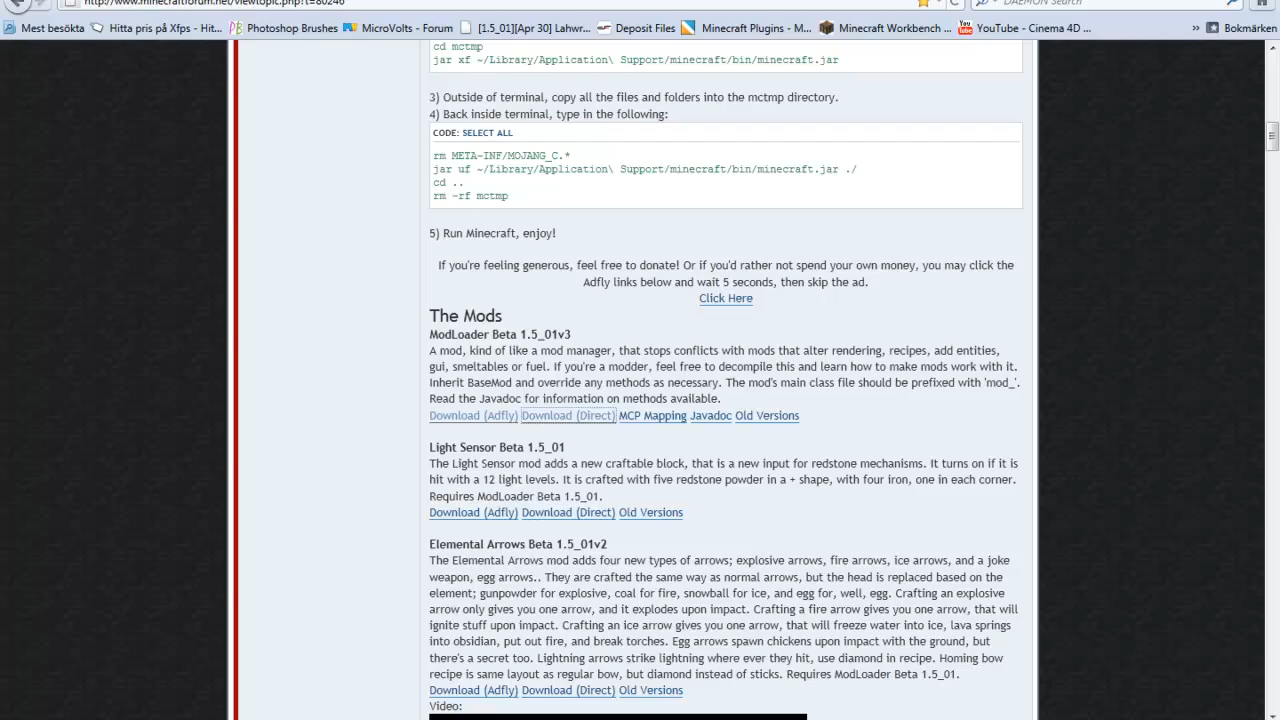 http://www.minecraftforum.net/viewtopic.php?t=80246
DAEMON Search
Mest besökta Hitta pris på Xfps - Hit... Photoshop Brushes MicroVolts - Forum [1.5_01][Apr 30] Lahwr... Deposit Files Minecraft Plugins - M... Minecraft Workbench ... YouTube - Cinema 4D ... » Bokmärken
cd mctmp
jar xf ~/Library/Application\ Support/minecraft/bin/minecraft.jar
3) Outside of terminal, copy all the files and folders into the mctmp directory.
4) Back inside terminal, type in the following:
CODE: SELECT ALL
rm META-INF/MOJANG_C.*
jar uf ~/Library/Application\ Support/minecraft/bin/minecraft.jar ./
cd ..
rm -rf mctmp
5) Run Minecraft, enjoy!
If you're feeling generous, feel free to donate! Or if you'd rather not spend your own money, you may click the
Adfly links below and wait 5 seconds, then skip the ad.
Click Here
The Mods
ModLoader Beta 1.5_01v3
A mod, kind of like a mod manager, that stops conflicts with mods that alter rendering, recipes, add entities,
gui, smeltables or fuel. If you're a modder, feel free to decompile this and learn how to make mods work with it.
Inherit BaseMod and override any methods as necessary. The mod's main class file should be prefixed with 'mod_'.
Read the Javadoc for information on methods available.
Download (Adfly) Download (Direct) MCP Mapping Javadoc Old Versions
Light Sensor Beta 1.5_01
The Light Sensor mod adds a new craftable block, that is a new input for redstone mechanisms. It turns on if it is
hit with a 12 light levels. It is crafted with five redstone powder in a + shape, with four iron, one in each corner.
Requires ModLoader Beta 1.5_01.
Download (Adfly) Download (Direct) Old Versions
Elemental Arrows Beta 1.5_01v2
The Elemental Arrows mod adds four new types of arrows; explosive arrows, fire arrows, ice arrows, and a joke
weapon, egg arrows.. They are crafted the same way as normal arrows, but the head is replaced based on the
element; gunpowder for explosive, coal for fire, snowball for ice, and egg for, well, egg. Crafting an explosive
arrow only gives you one arrow, and it explodes upon impact. Crafting a fire arrow gives you one arrow, that will
ignite stuff upon impact. Crafting an ice arrow gives you one arrow, that will freeze water into ice, lava springs
into obsidian, put out fire, and break torches. Egg arrows spawn chickens upon impact with the ground, but
there's a secret too. Lightning arrows strike lightning where ever they hit, use diamond in recipe. Homing bow
recipe is same layout as regular bow, but diamond instead of sticks. Requires ModLoader Beta 1.5_01.
Download (Adfly) Download (Direct) Old Versions
Video: